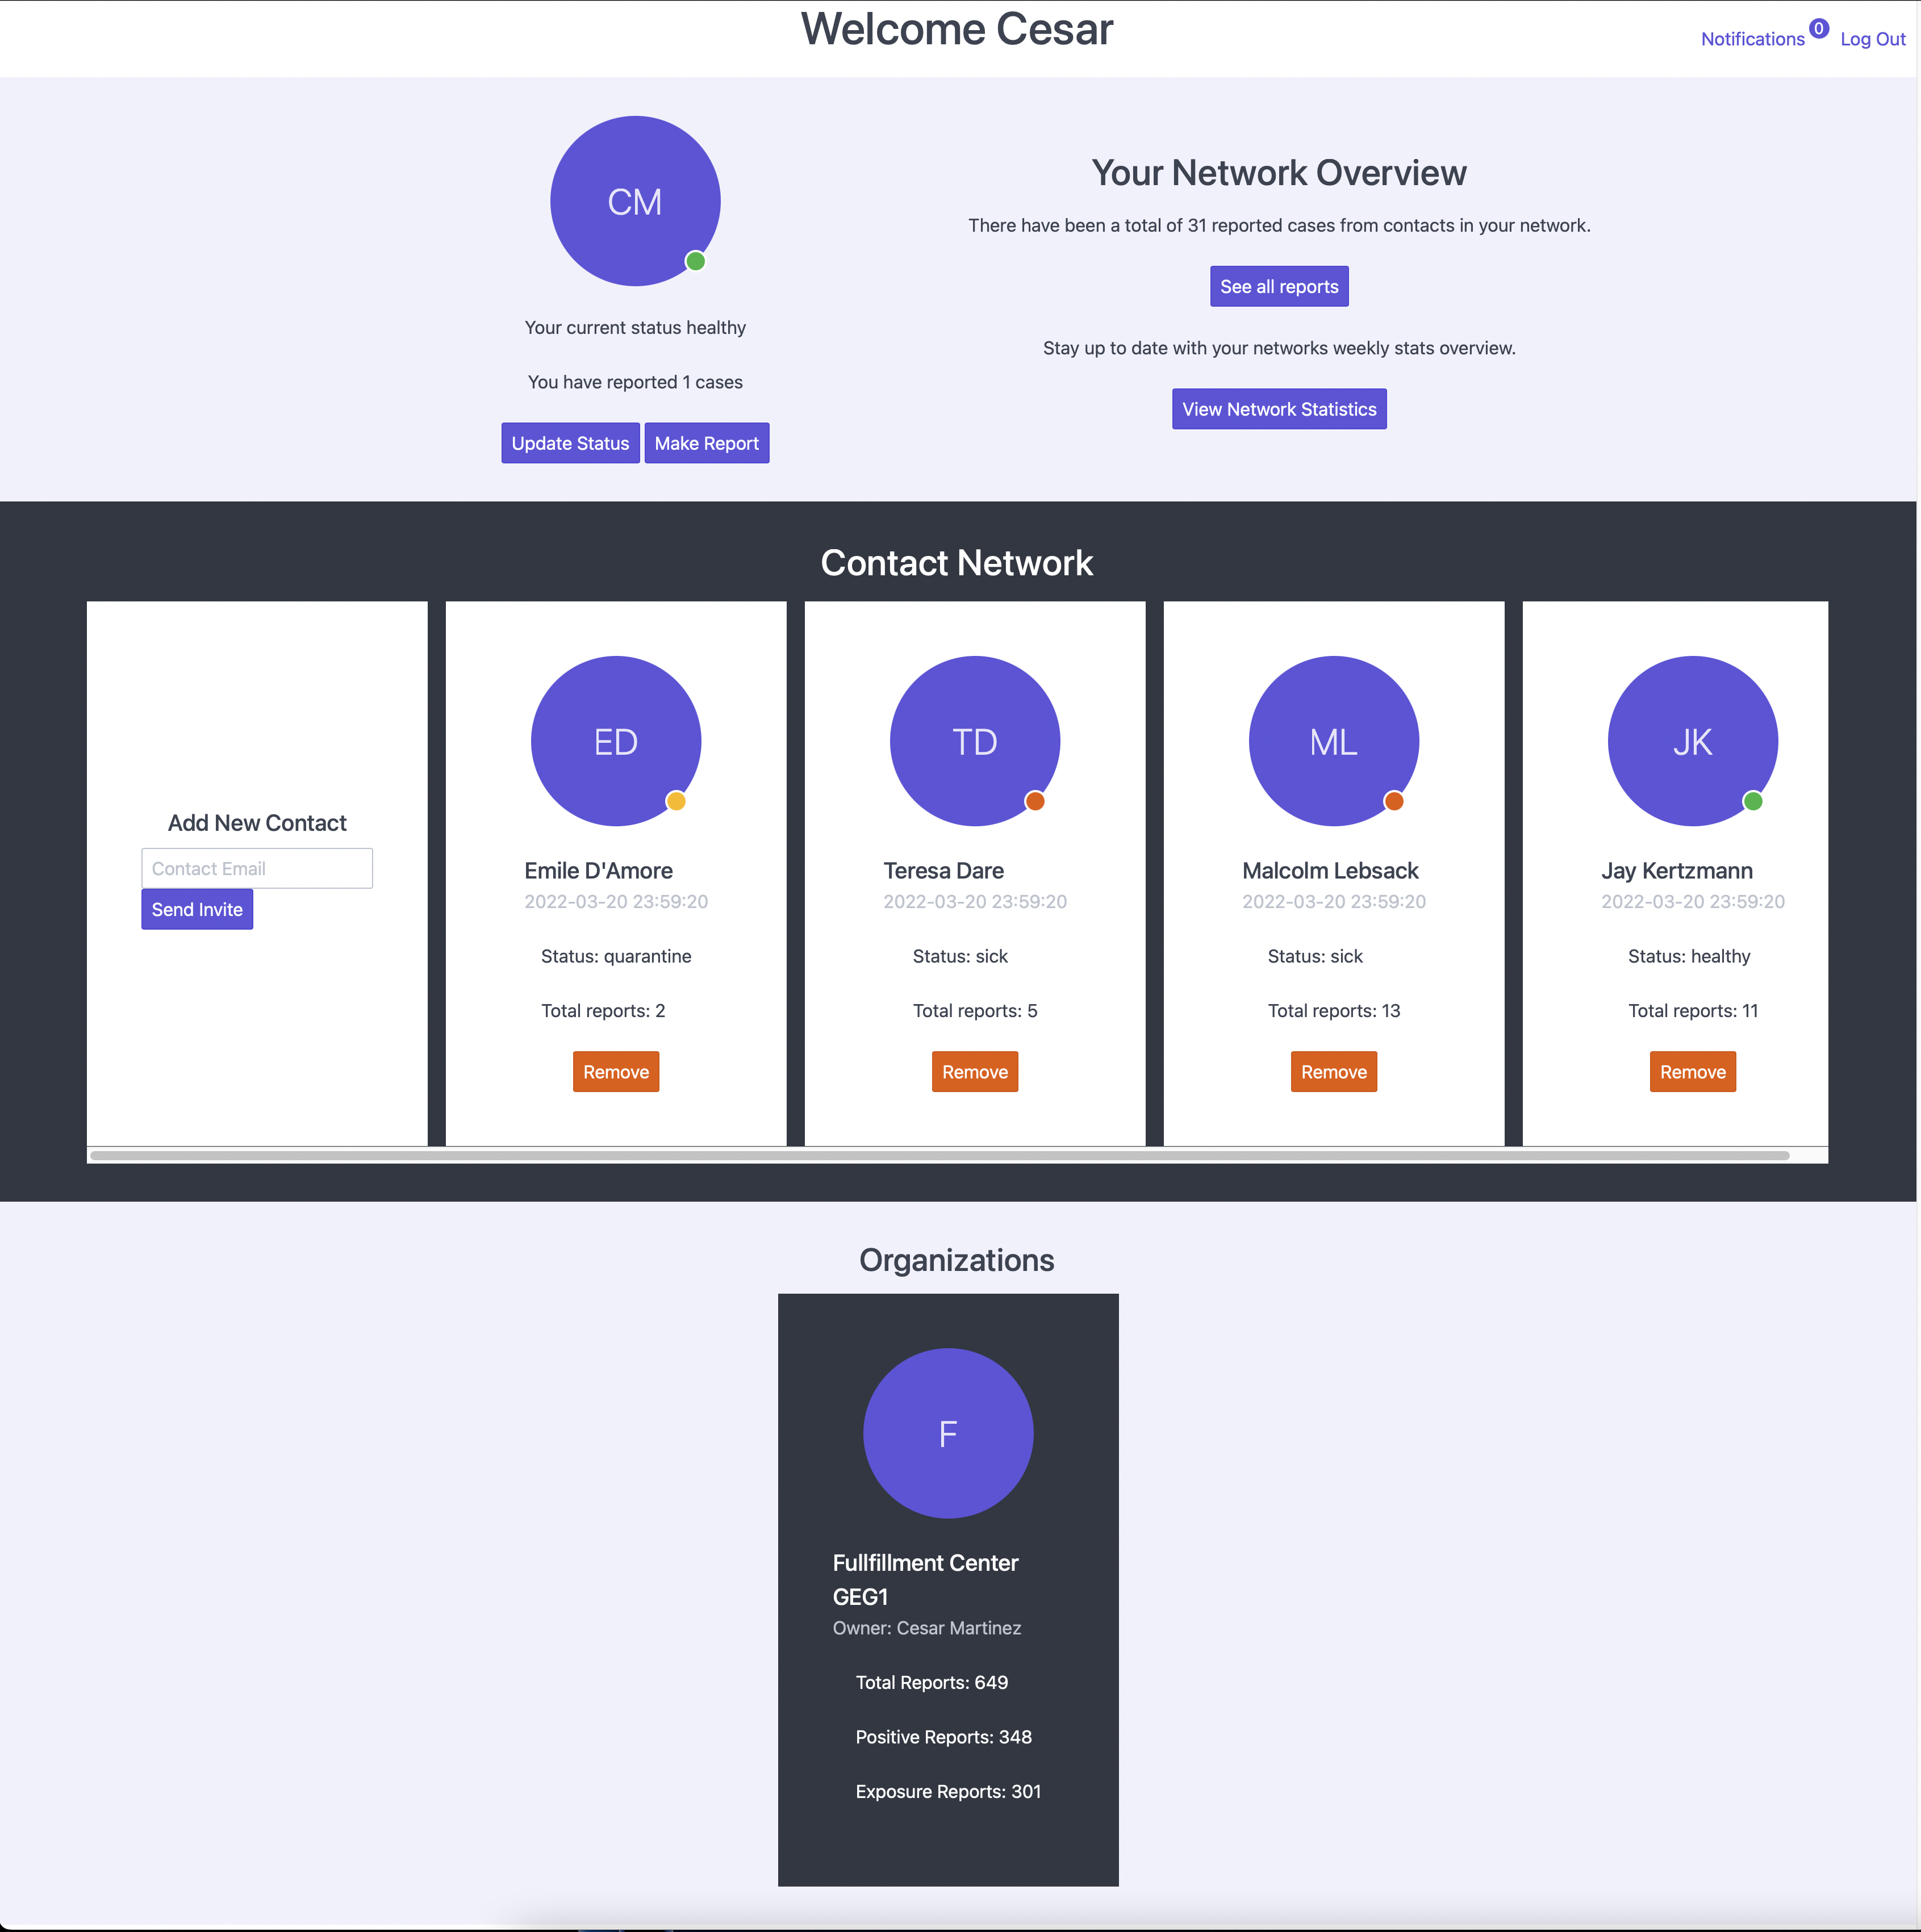 Welcome Cesar
Notifications 0 Log Out
CM
Your current status healthy
You have reported 1 cases
Update Status Make Report
Your Network Overview
There have been a total of 31 reported cases from contacts in your network.
See all reports
Stay up to date with your networks weekly stats overview.
View Network Statistics
Contact Network
Add New Contact
Contact Email
Send Invite
ED
Emile D'Amore
2022-03-20 23:59:20
Status: quarantine
Total reports: 2
Remove
TD
Teresa Dare
2022-03-20 23:59:20
Status: sick
Total reports: 5
Remove
ML
Malcolm Lebsack
2022-03-20 23:59:20
Status: sick
Total reports: 13
Remove
JK
Jay Kertzmann
2022-03-20 23:59:20
Status: healthy
Total reports: 11
Remove
Organizations
F
Fullfillment Center
GEG1
Owner: Cesar Martinez
Total Reports: 649
Positive Reports: 348
Exposure Reports: 301